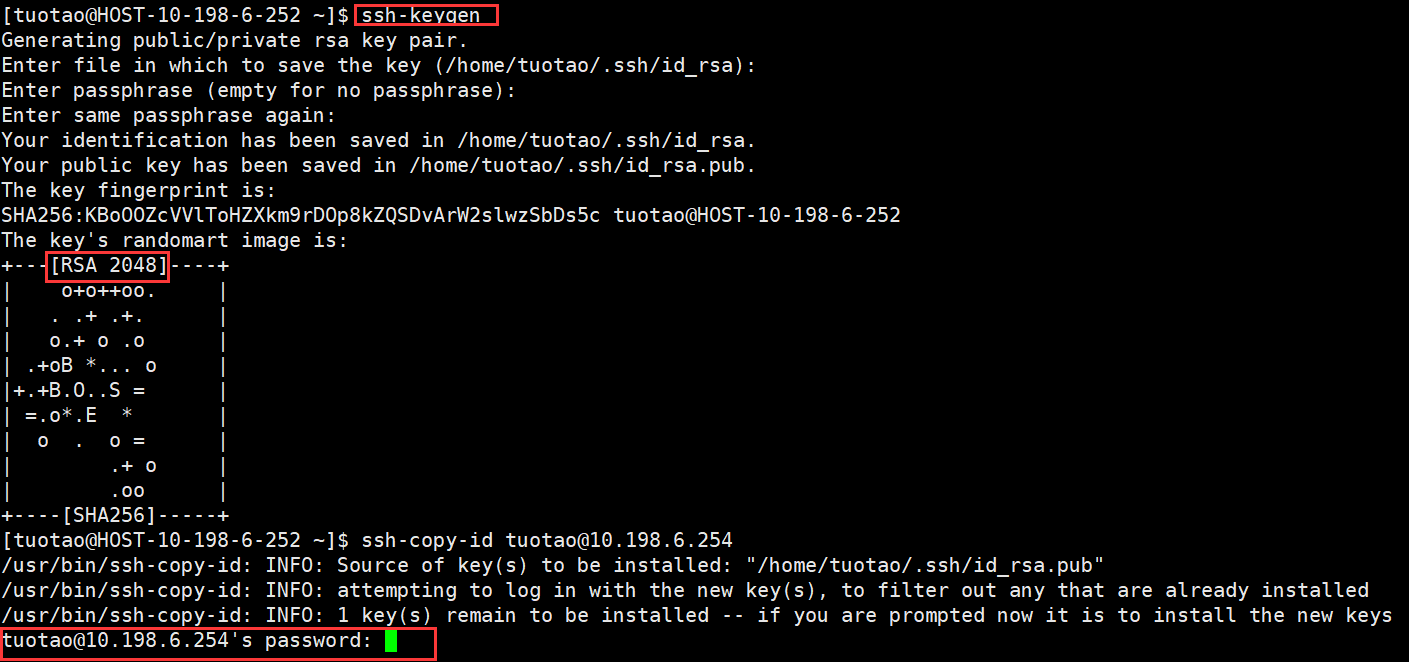 [tuotao@HOST-10-198-6-252 ~]$ ssh-keygen
Generating public/private rsa key pair.
Enter file in which to save the key (/home/tuotao/.ssh/id_rsa):
Enter passphrase (empty for no passphrase):
Enter same passphrase again:
Your identification has been saved in /home/tuotao/.ssh/id_rsa.
Your public key has been saved in /home/tuotao/.ssh/id_rsa.pub.
The key fingerprint is:
SHA256:KBoOOZcVVlToHZXkm9rDOp8kZQSDvArW2slwzSbDs5c tuotao@HOST-10-198-6-252
The key's randomart image is:
+---[RSA 2048]----+
|    o+o++oo.     |
|   . .+ .+.      |
|   o.+ o .o      |
| .+oB *... o     |
|+.+B.O..S =      |
| =.o*.E  *       |
|  o  .  o =      |
|        .+ o     |
|        .oo      |
+----[SHA256]-----+
[tuotao@HOST-10-198-6-252 ~]$ ssh-copy-id tuotao@10.198.6.254
/usr/bin/ssh-copy-id: INFO: Source of key(s) to be installed: "/home/tuotao/.ssh/id_rsa.pub"
/usr/bin/ssh-copy-id: INFO: attempting to log in with the new key(s), to filter out any that are already installed
/usr/bin/ssh-copy-id: INFO: 1 key(s) remain to be installed -- if you are prompted now it is to install the new keys
tuotao@10.198.6.254's password: